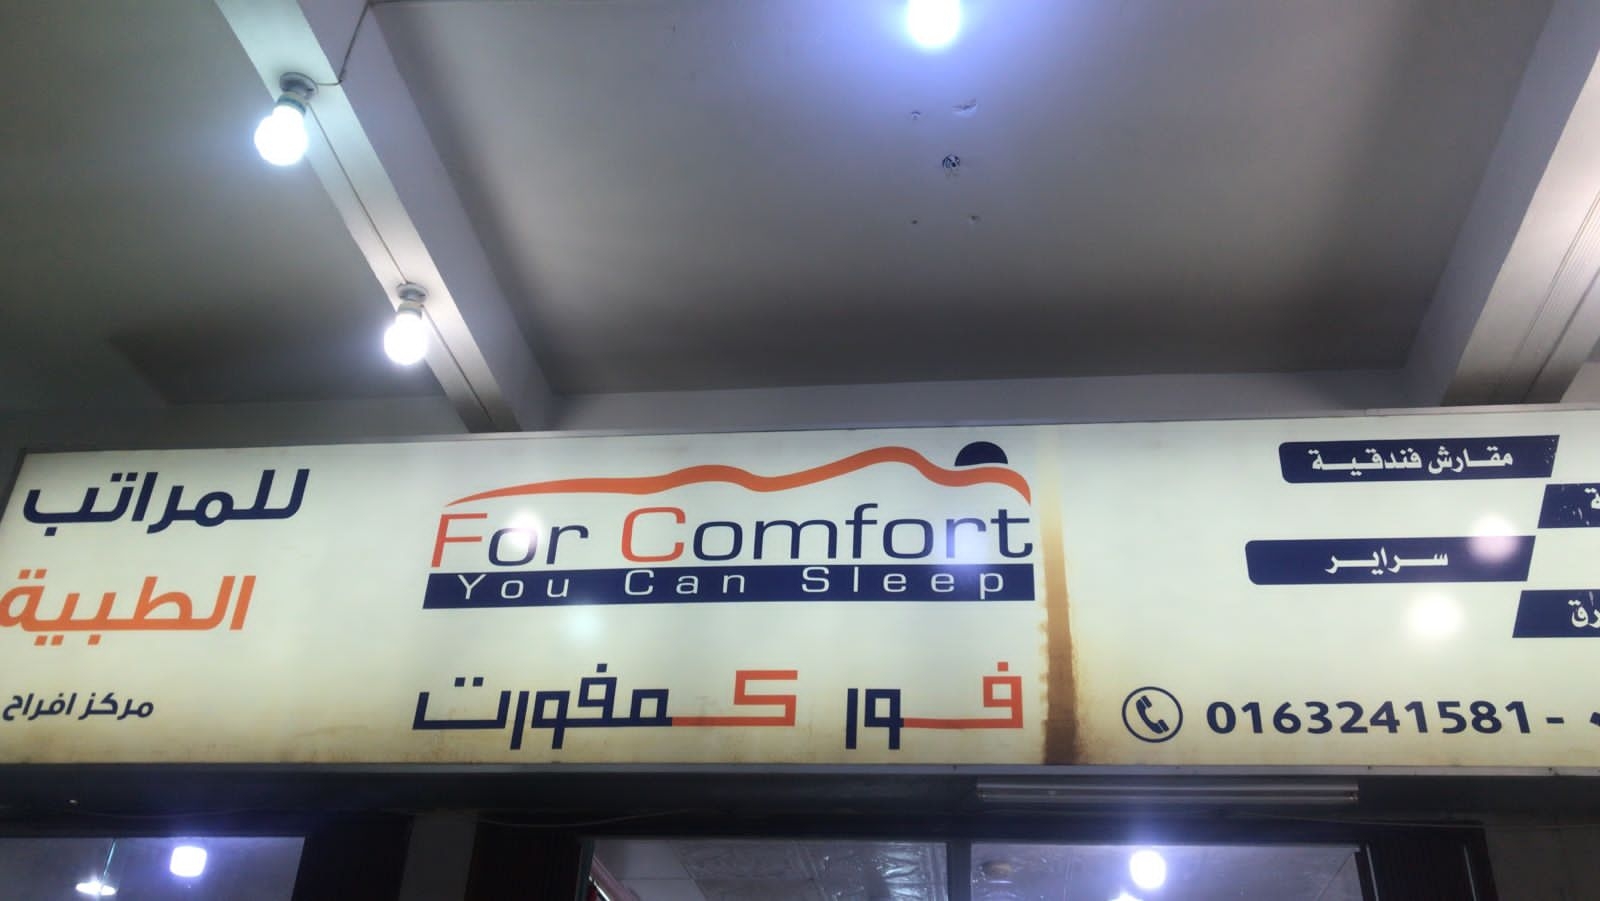 For Comfort
You Can Sleep
فور كمفورت
للمراتب
الطبية
مركز افراح
مقارش فندقية
سراير
0163241581 -